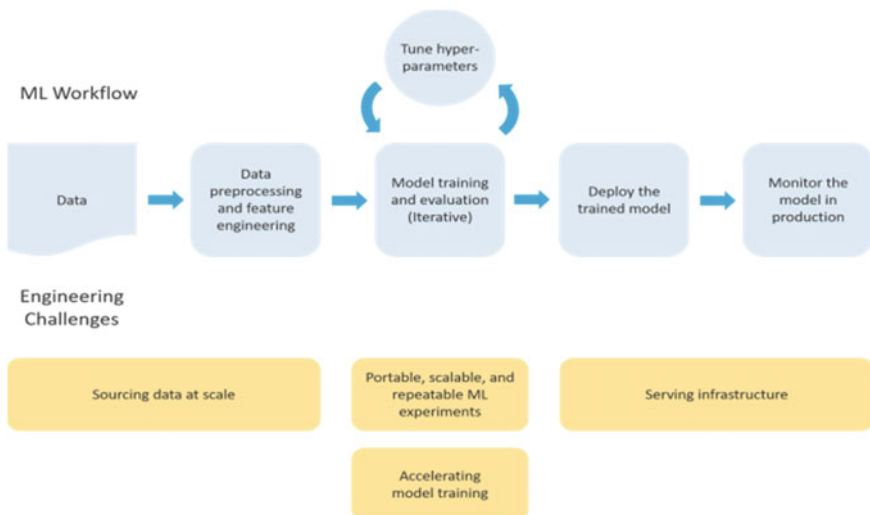 Tune hyper-
parameters
ML Workflow
Data
Data
preprocessing
and feature
engineering
Model training
and evaluation
(Iterative)
Deploy the
trained model
Monitor the
model in
production
Engineering
Challenges
Sourcing data at scale
Portable, scalable, and
repeatable ML
experiments
Serving infrastructure
Accelerating
model training